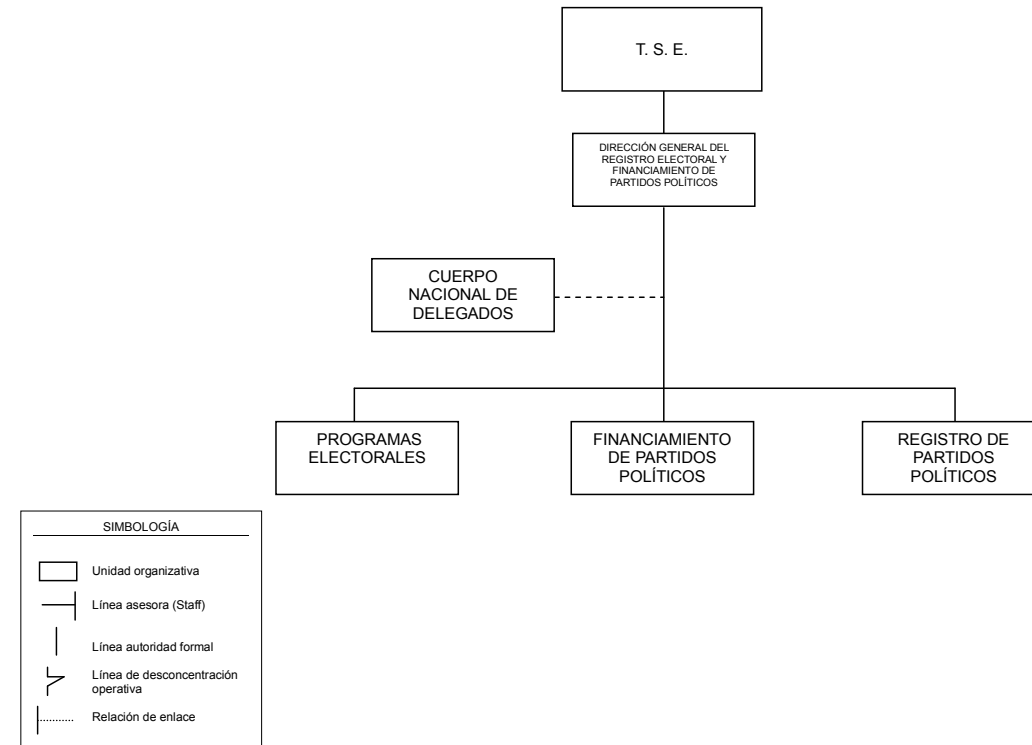 T. S. E.
DIRECCIÓN GENERAL DEL
REGISTRO ELECTORAL Y
FINANCIAMIENTO DE
PARTIDOS POLÍTICOS
CUERPO
NACIONAL DE
DELEGADOS
PROGRAMAS
ELECTORALES
FINANCIAMIENTO
DE PARTIDOS
POLÍTICOS
REGISTRO DE
PARTIDOS
POLÍTICOS
SIMBOLOGÍA
Unidad organizativa
Línea asesora (Staff)
Línea autoridad formal
Línea de desconcentración
operativa
Relación de enlace